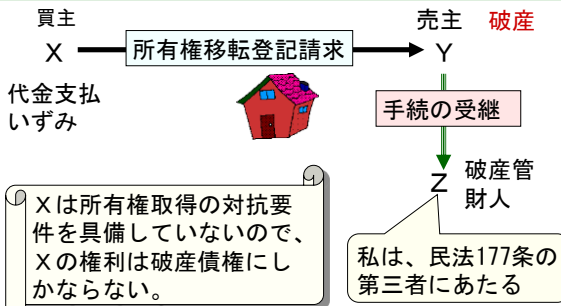 買主
X
代金支払
いずみ
所有権移転登記請求
売主 破産
Y
手続の受継
Z
破産管
財人
Xは所有権取得の対抗要
件を具備していないので、
Xの権利は破産債権にし
かならない。
私は、民法177条の
第三者にあたる